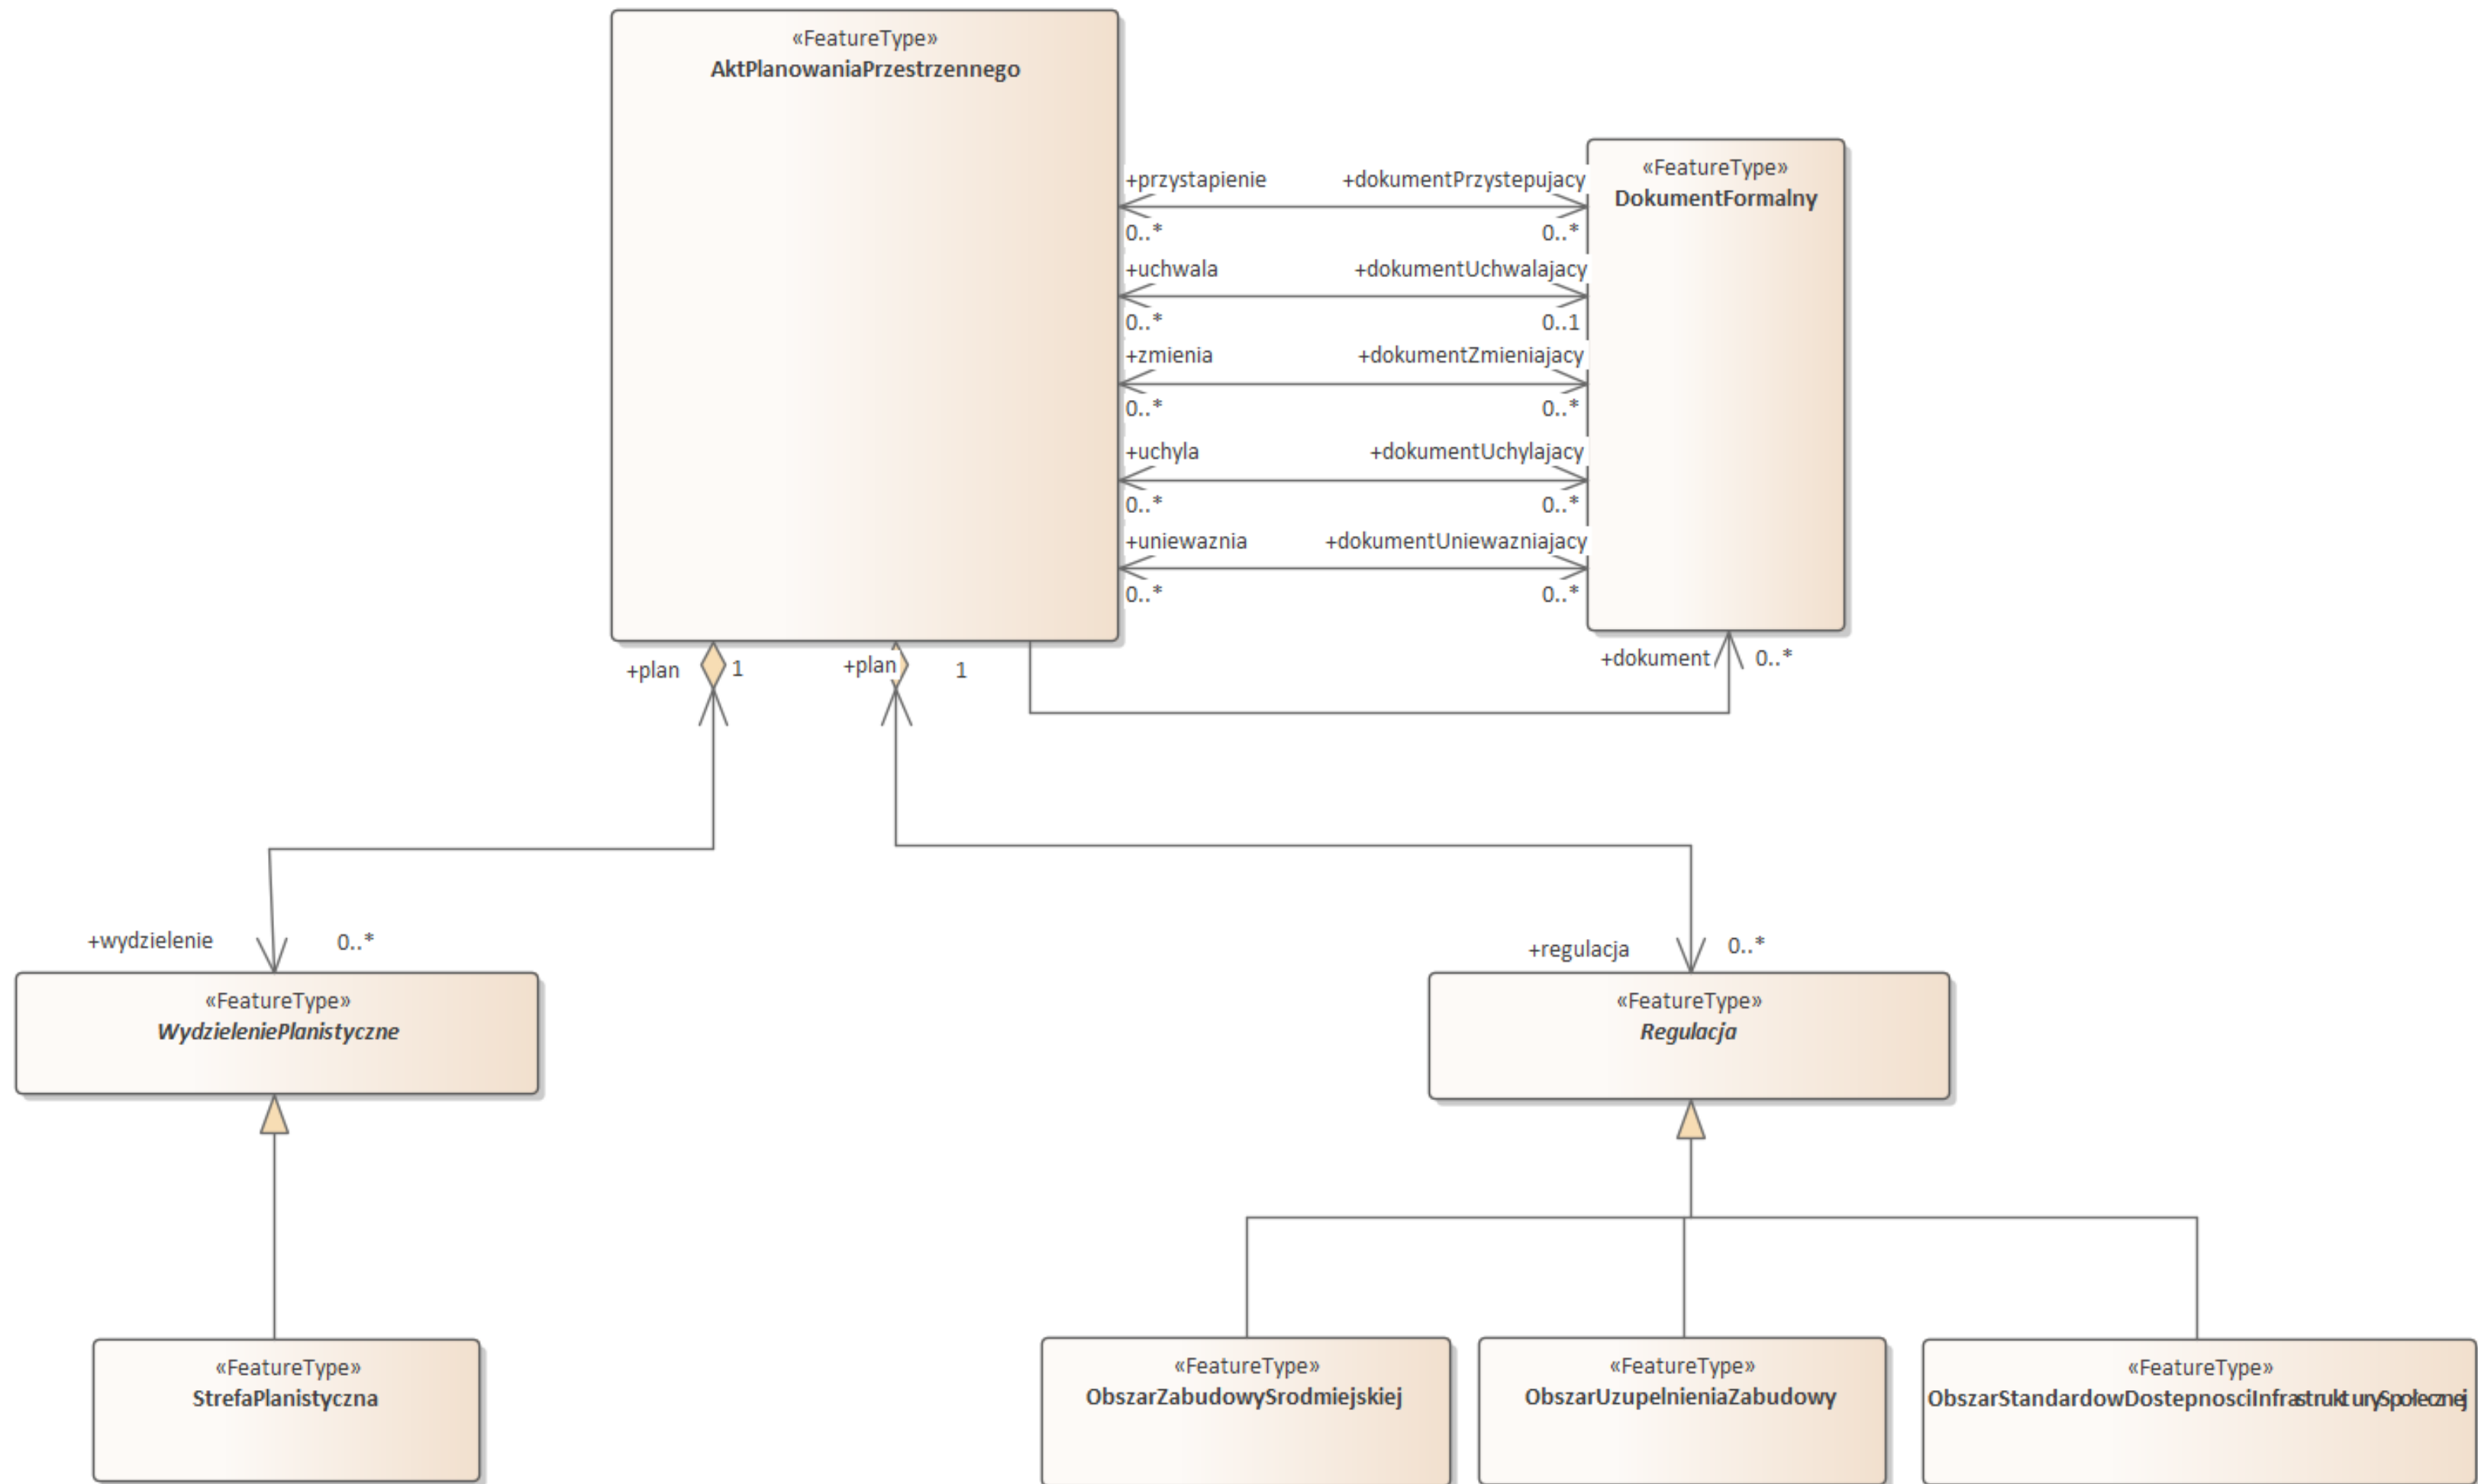 «FeatureType»
AktPlanowaniaPrzestrzennego
«FeatureType»
DokumentFormalny
+przystapienie
+dokumentPrzystepujacy
0..*
0..*
+uchwala
+dokumentUchwalajacy
0..*
0..1
+zmienia
+dokumentZmieniajacy
0..*
0..*
+uchyla
+dokumentUchylajacy
0..*
0..*
+uniewaznia
+dokumentUniewazniajacy
0..*
0..*
+plan
1
+plan
1
+dokument
0..*
+wydzielenie
0..*
+regulacja
0..*
«FeatureType»
WydzieleniePlanistyczne
«FeatureType»
Regulacja
«FeatureType»
StrefaPlanistyczna
«FeatureType»
ObszarZabudowySrodmiejskiej
«FeatureType»
ObszarUzupelnieniaZabudowy
«FeatureType»
ObszarStandardowDostepnosciInfrastrukturySpolecznej